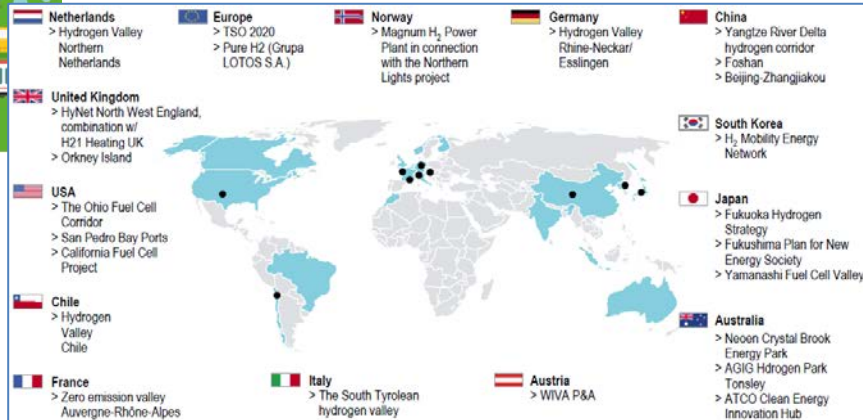 Netherlands
> Hydrogen Valley
Northern
Netherlands
Europe
> TSO 2020
> Pure H2 (Grupa
LOTOS S.A.)
Norway
> Magnum H₂ Power
Plant in connection
with the Northern
Lights project
Germany
> Hydrogen Valley
Rhine-Neckar/
Esslingen
China
> Yangtze River Delta
hydrogen corridor
> Foshan
> Beijing-Zhangjiakou
United Kingdom
> HyNet North West England,
combination w/
H21 Heating UK
> Orkney Island
South Korea
> H₂ Mobility Energy
Network
USA
> The Ohio Fuel Cell
Corridor
> San Pedro Bay Ports
> California Fuel Cell
Project
Japan
> Fukuoka Hydrogen
Strategy
> Fukushima Plan for New
Energy Society
> Yamanashi Fuel Cell Valley
Chile
> Hydrogen
Valley
Chile
Australia
> Neoen Crystal Brook
Energy Park
> AGIG Hdrogen Park
Tonsley
> ATCO Clean Energy
Innovation Hub
France
> Zero emission valley
Auvergne-Rhône-Alpes
Italy
> The South Tyrolean
hydrogen valley
Austria
> WIVA P&A